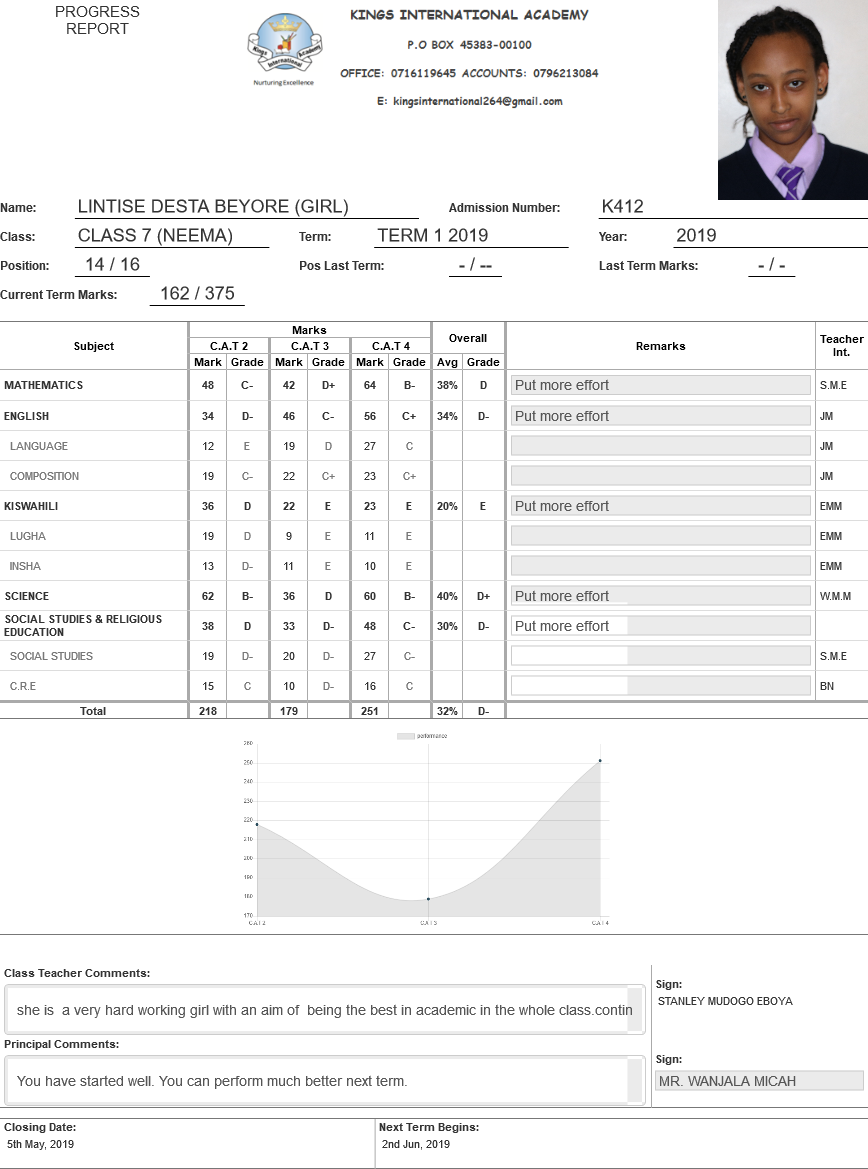 PROGRESS
REPORT
KINGS INTERNATIONAL ACADEMY
P.O BOX 45383-00100
OFFICE: 0716119645 ACCOUNTS: 0796213084
E: kingsinternational264@gmail.com
Kings Academy
International
Nurturing Excellence
Name: LINTISE DESTA BEYORE (GIRL) Admission Number: K412
Class: CLASS 7 (NEEMA) Term: TERM 1 2019 Year: 2019
Position: 14 / 16 Pos Last Term: - / -- Last Term Marks: - / -
Current Term Marks: 162 / 375
Subject Marks Overall Remarks Teacher Int.
C.A.T 2 C.A.T 3 C.A.T 4
Mark Grade Mark Grade Mark Grade Avg Grade
MATHEMATICS 48 C- 42 D+ 64 B- 38% D Put more effort S.M.E
ENGLISH 34 D- 46 C- 56 C+ 34% D- Put more effort JM
LANGUAGE 12 E 19 D 27 C JM
COMPOSITION 19 C- 22 C+ 23 C+ JM
KISWAHILI 36 D 22 E 23 E 20% E Put more effort EMM
LUGHA 19 D 9 E 11 E EMM
INSHA 13 D- 11 E 10 E EMM
SCIENCE 62 B- 36 D 60 B- 40% D+ Put more effort W.M.M
SOCIAL STUDIES & RELIGIOUS
EDUCATION 38 D 33 D- 48 C- 30% D- Put more effort
SOCIAL STUDIES 19 D- 20 D- 27 C- S.M.E
C.R.E 15 C 10 D- 16 C BN
Total 218 179 251 32% D-
performance
260
250
240
230
220
210
200
190
180
170
C.A.T 2 C.A.T 3 C.A.T 4
Class Teacher Comments:
she is a very hard working girl with an aim of being the best in academic in the whole class.contin
Sign:
STANLEY MUDOGO EBOYA
Principal Comments:
You have started well. You can perform much better next term.
Sign:
MR. WANJALA MICAH
Closing Date: Next Term Begins:
5th May, 2019 2nd Jun, 2019